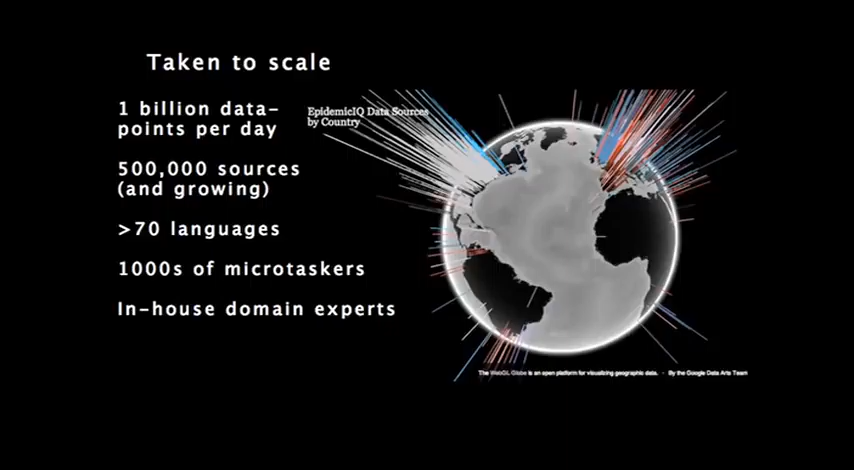 Taken to scale
1 billion data-
points per day
500,000 sources
(and growing)
>70 languages
1000s of microtaskers
In-house domain experts
EpidemicIQ Data Sources
by Country
The WebGL Globe is an open platform for visualizing geographic data. - By the Google Data Arts Team